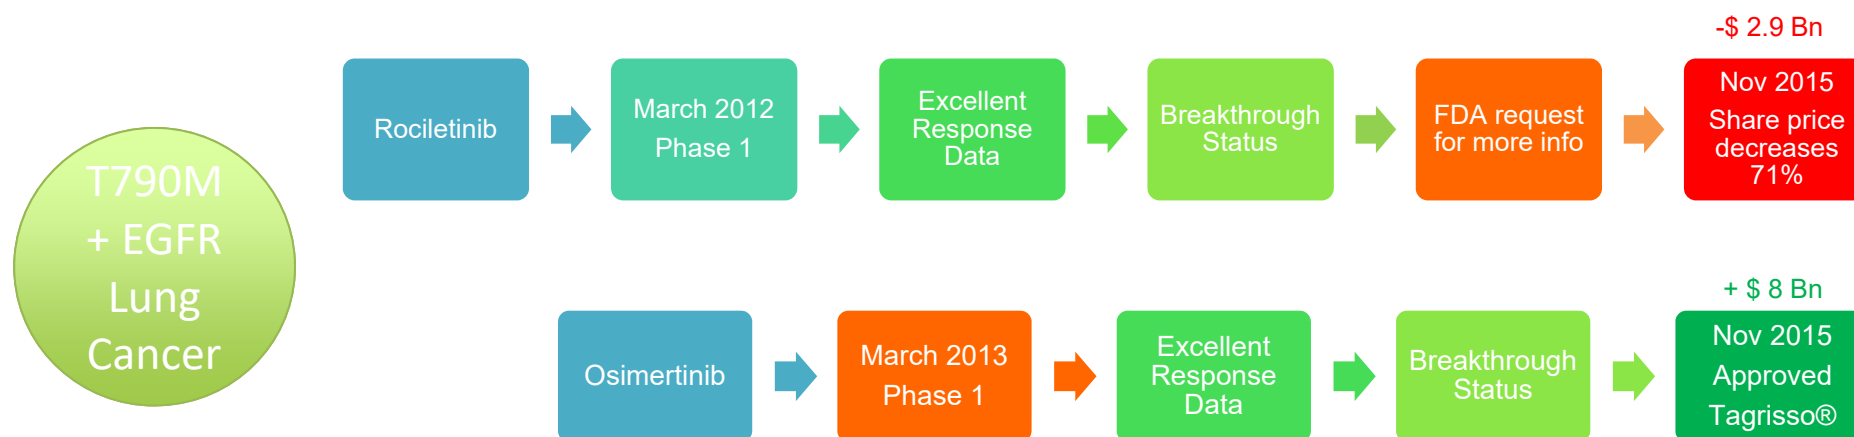 T790M
+ EGFR
Lung
Cancer
Rociletinib
March 2012
Phase 1
Excellent
Response
Data
Breakthrough
Status
FDA request
for more info
-$ 2.9 Bn
Nov 2015
Share price
decreases
71%
Osimertinib
March 2013
Phase 1
Excellent
Response
Data
Breakthrough
Status
+ $ 8 Bn
Nov 2015
Approved
Tagrisso®